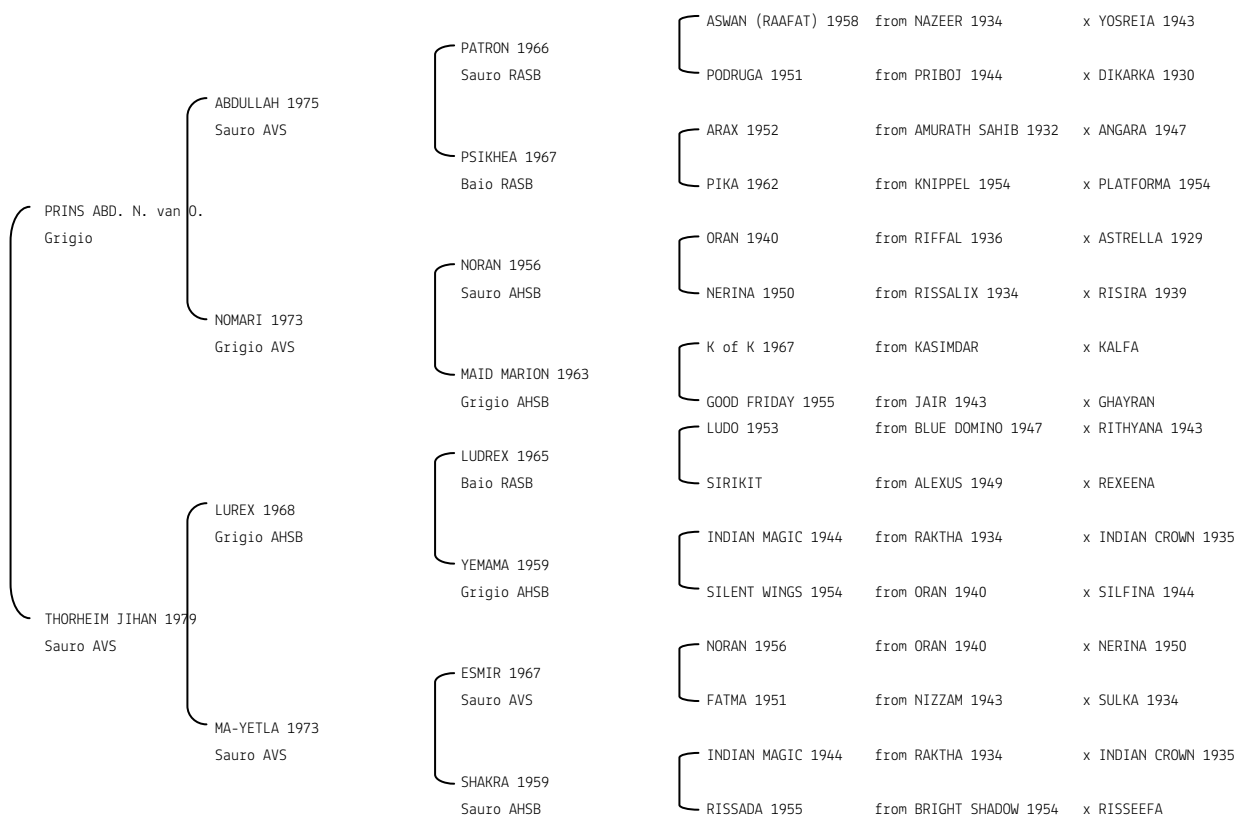 ASWAN (RAAFAT) 1958 from NAZEER 1934 x YOSREIA 1943
PATRON 1966
Sauro RASB
PODRUGA 1951 from PRIBOJ 1944 x DIKARKA 1930
ABDULLAH 1975
Sauro AVS
ARAX 1952 from AMURATH SAHIB 1932 x ANGARA 1947
PSIKHEA 1967
Baio RASB
PIKA 1962 from KNIPPEL 1954 x PLATFORMA 1954
PRINS ABD. N. van O.
Grigio
ORAN 1940 from RIFFAL 1936 x ASTRELLA 1929
NORAN 1956
Sauro AHSB
NERINA 1950 from RISSALIX 1934 x RISIRA 1939
NOMARI 1973
Grigio AVS
K of K 1967 from KASIMDAR x KALFA
MAID MARION 1963
Grigio AHSB
GOOD FRIDAY 1955 from JAIR 1943 x GHAYRAN
LUDO 1953 from BLUE DOMINO 1947 x RITHYANA 1943
LUDREX 1965
Baio RASB
SIRIKIT from ALEXUS 1949 x REXEENA
LUREX 1968
Grigio AHSB
INDIAN MAGIC 1944 from RAKTHA 1934 x INDIAN CROWN 1935
YEMAMA 1959
Grigio AHSB
SILENT WINGS 1954 from ORAN 1940 x SILFINA 1944
THORHEIM JIHAN 1979
Sauro AVS
NORAN 1956 from ORAN 1940 x NERINA 1950
ESMIR 1967
Sauro AVS
FATMA 1951 from NIZZAM 1943 x SULKA 1934
MA-YETLA 1973
Sauro AVS
INDIAN MAGIC 1944 from RAKTHA 1934 x INDIAN CROWN 1935
SHAKRA 1959
Sauro AHSB
RISSADA 1955 from BRIGHT SHADOW 1954 x RISSEEFA